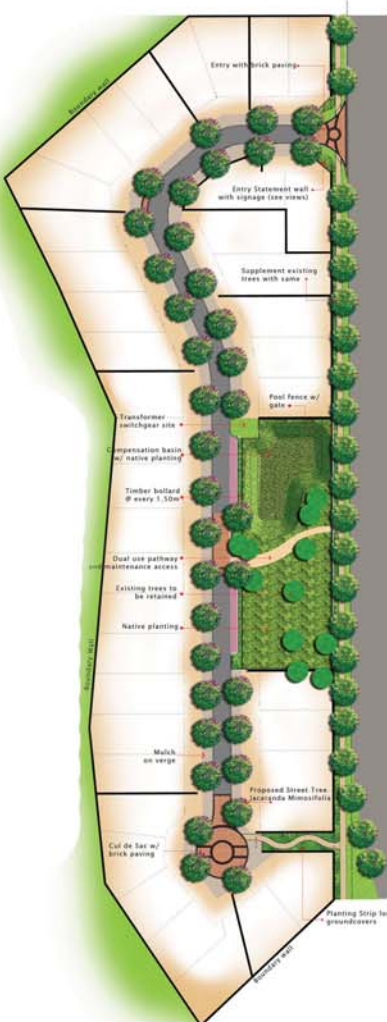 Entry with brick paving
Boundary wall
Entry Statement wall
with signage (see views)
Supplement existing
trees with same
Pool fence w/
gate
Transformer
switchgear site
Compensation basin
w/ native planting
Timber bollard
@ every 1.50m
Dual use pathway
and maintenance access
Existing trees to
be retained
Native planting
Boundary Wall
Mulch
on verge
Proposed Street Tree
Jacaranda Mimosifolia
Cul de Sac w/
brick paving
Planting Strip
groundcovers
Boundary wall